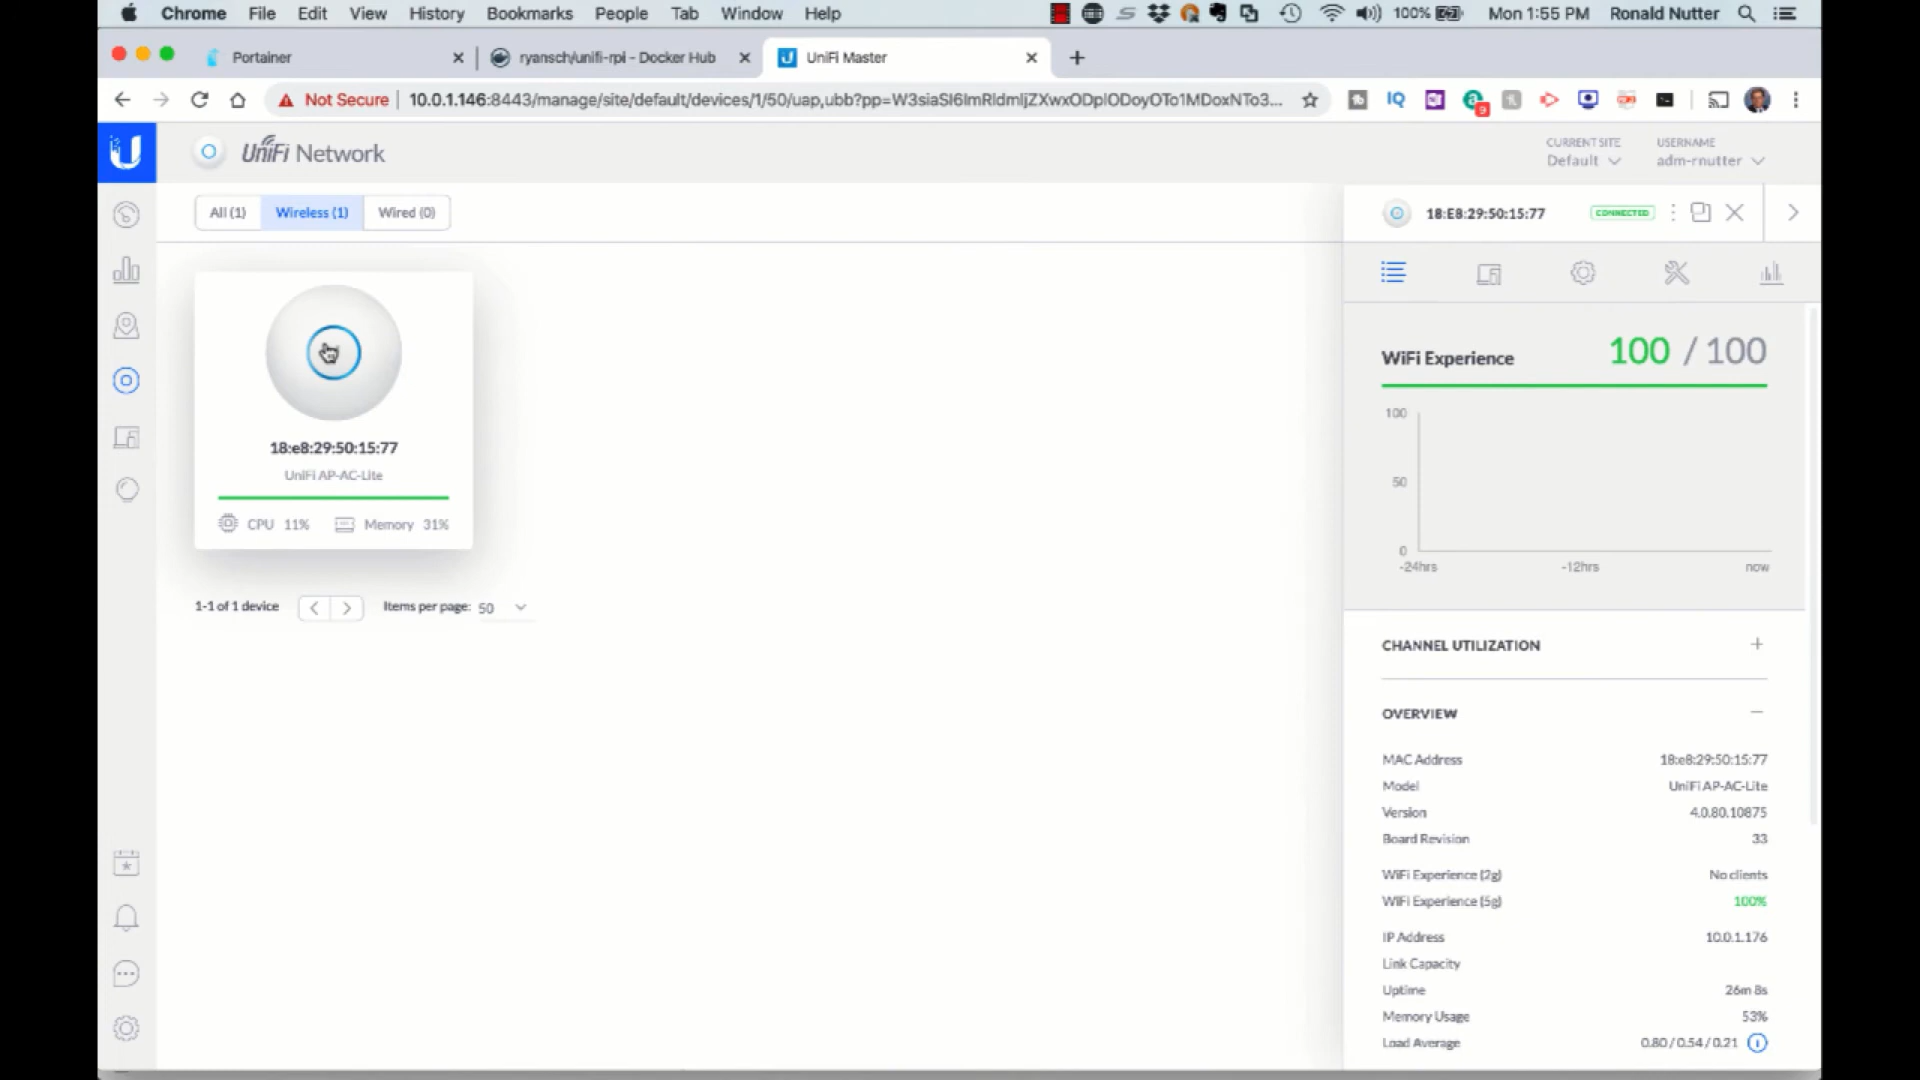 Chrome File Edit View History Bookmarks People Tab Window Help 100% Mon 1:55 PM Ronald Nutter
Portainer ryansch/unifi-rpi - Docker Hub UniFi Master
Not Secure 10.0.1.146:8443/manage/site/default/devices/1/50/uap,ubb?pp=W3siaSI6ImRldmljZXwxODplODoyOTo1MDoxNTo3... IQ 9
UniFi Network
CURRENT SITE
Default
USERNAME
adm-rnutter
All (1) Wireless (1) Wired (0)
18:e8:29:50:15:77
UniFi AP-AC-Lite
CPU 11% Memory 31%
1-1 of 1 device Items per page: 50
18:E8:29:50:15:77 CONNECTED
WiFi Experience 100 / 100
100
50
0
-24hrs -12hrs now
CHANNEL UTILIZATION
OVERVIEW
MAC Address 18:e8:29:50:15:77
Model UniFi AP-AC-Lite
Version 4.0.80.10875
Board Revision 33
WiFi Experience (2g) No clients
WiFi Experience (5g) 100%
IP Address 10.0.1.176
Link Capacity
Uptime 26m 8s
Memory Usage 53%
Load Average 0.80 / 0.54 / 0.21